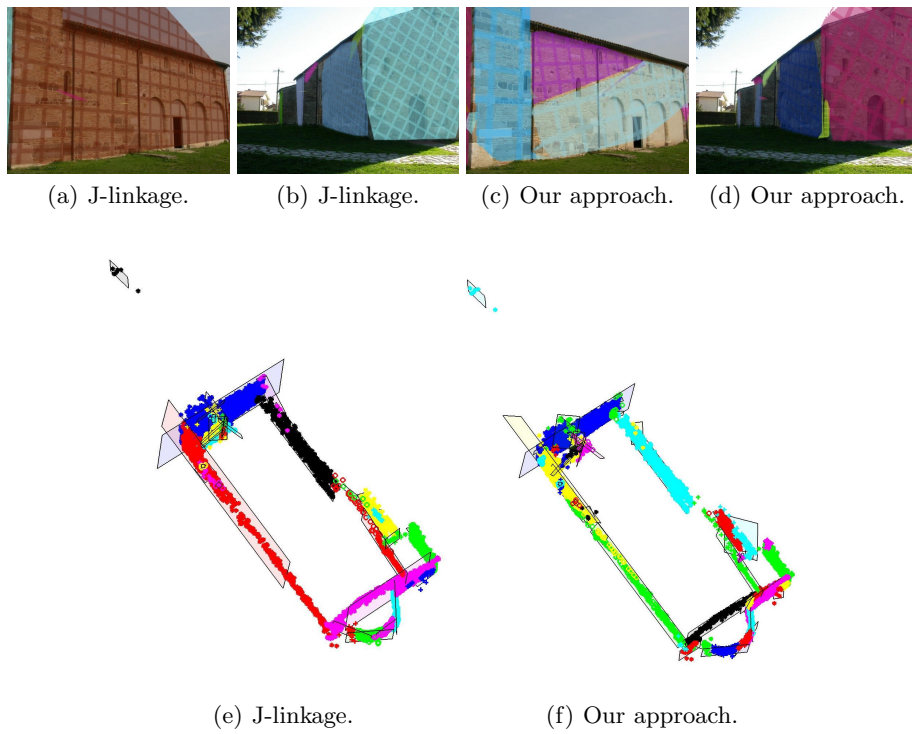 (a) J-linkage.
(b) J-linkage.
(c) Our approach.
(d) Our approach.
(e) J-linkage.
(f) Our approach.